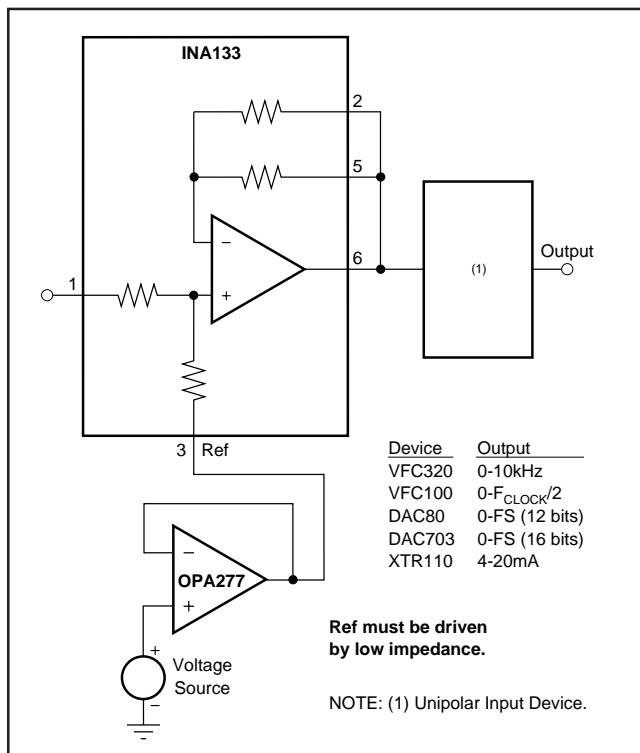 INA133
2
5
−
6
Output
(1)
1
+
3 Ref
Device Output
VFC320 0-10kHz
VFC100 0-FCLOCK/2
DAC80 0-FS (12 bits)
DAC703 0-FS (16 bits)
XTR110 4-20mA
−
OPA277
+
Ref must be driven
by low impedance.
+
Voltage
Source
−
NOTE: (1) Unipolar Input Device.